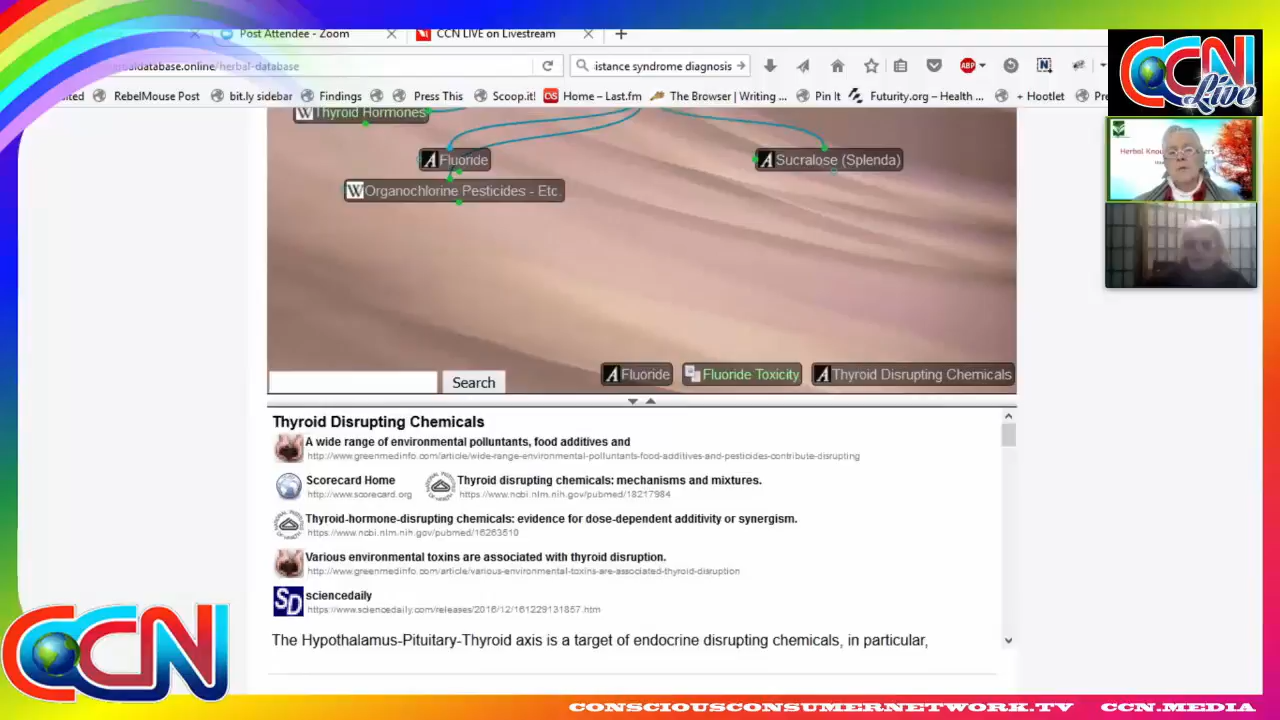 Post Attendee - Zoom
CCN LIVE on Livestream
baldatabase.online/herbal-database
istance syndrome diagnosis
ABP
RebelMouse Post
bit.ly sidebar
Findings
Press This
Scoop.it!
Home - Last.fm
The Browser | Writing ...
Pin It
Futurity.org – Health ...
+ Hootlet
CCN
Live
W Thyroid Hormones
A Fluoride
A Sucralose (Splenda)
W Organochlorine Pesticides - Etc.
A Fluoride
Fluoride Toxicity
A Thyroid Disrupting Chemicals
Search
Thyroid Disrupting Chemicals
A wide range of environmental polluntants, food additives and
http://www.greenmedinfo.com/article/wide-range-environmental-polluntants-food-additives-and-pesticides-contribute-disrupting
Scorecard Home
http://www.scorecard.org
Thyroid disrupting chemicals: mechanisms and mixtures.
https://www.ncbi.nlm.nih.gov/pubmed/18217984
Thyroid-hormone-disrupting chemicals: evidence for dose-dependent additivity or synergism.
https://www.ncbi.nlm.nih.gov/pubmed/16263510
Various environmental toxins are associated with thyroid disruption.
http://www.greenmedinfo.com/article/various-environmental-toxins-are-associated-thyroid-disruption
SD
sciencedaily
https://www.sciencedaily.com/releases/2016/12/161229131857.htm
The Hypothalamus-Pituitary-Thyroid axis is a target of endocrine disrupting chemicals, in particular,
CCN
CONSCIOUSCONSUMERNETWORK.TV
CCN.MEDIA